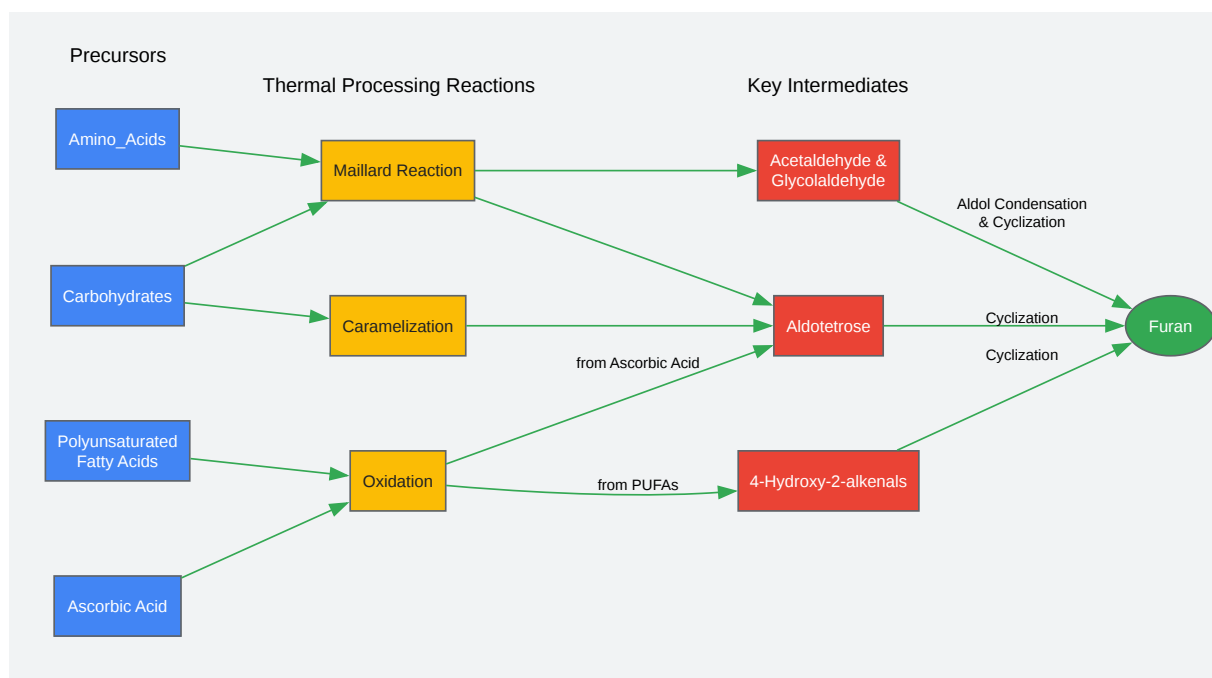 Precursors
Thermal Processing Reactions
Key Intermediates
Amino_Acids
Maillard Reaction
Acetaldehyde &
Glycolaldehyde
Aldol Condensation
& Cyclization
Carbohydrates
Caramelization
Aldotetrose
Cyclization
Furan
from Ascorbic Acid
Cyclization
Polyunsaturated
Fatty Acids
Oxidation
from PUFAs
4-Hydroxy-2-alkenals
Ascorbic Acid